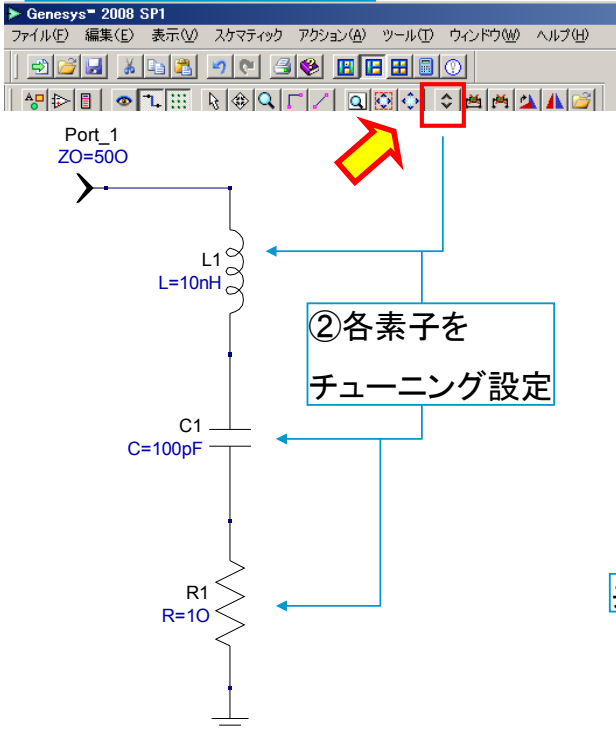 Genesys™ 2008 SP1
ファイル(F) 編集(E) 表示(V) スケマティック アクション(A) ツール(T) ウィンドウ(W) ヘルプ(H)
Port_1
ZO=50O
L1
L=10nH
②各素子を
チューニング設定
C1
C=100pF
R1
R=1O